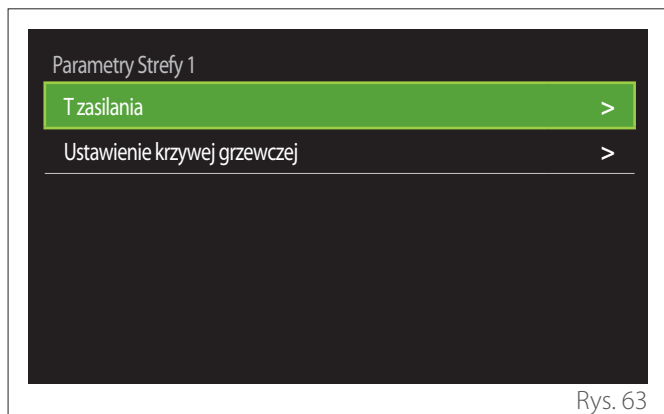 Parametry Strefy 1
T zasilania >
Ustawienie krzywej grzewczej >
Rys. 63